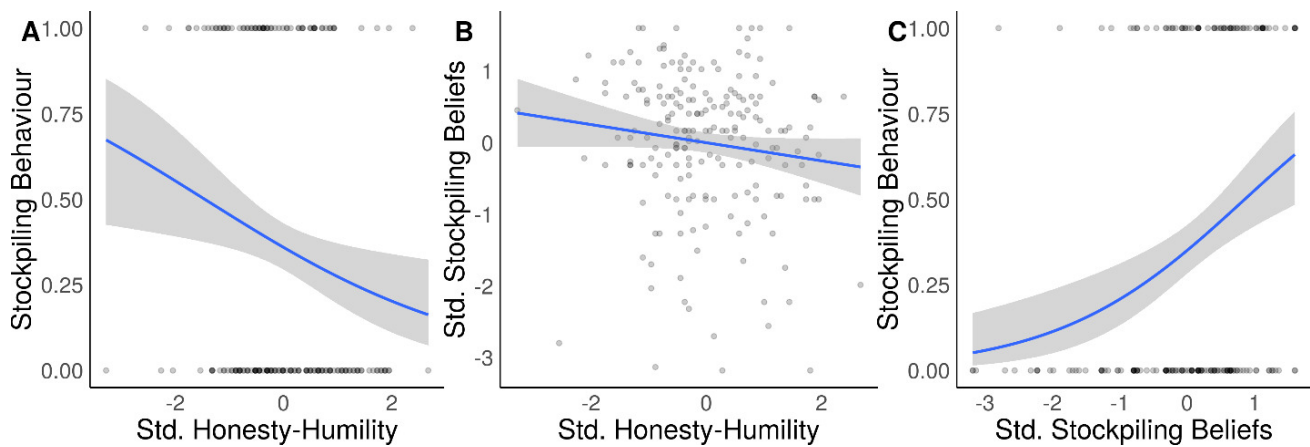 A
Stockpiling Behaviour
1.00
0.75
0.50
0.25
0.00
-2
0
2
Std. Honesty-Humility
B
Std. Stockpiling Beliefs
1
0
-1
-2
-3
-2
0
2
Std. Honesty-Humility
C
Stockpiling Behaviour
1.00
0.75
0.50
0.25
0.00
-3
-2
-1
0
1
Std. Stockpiling Beliefs